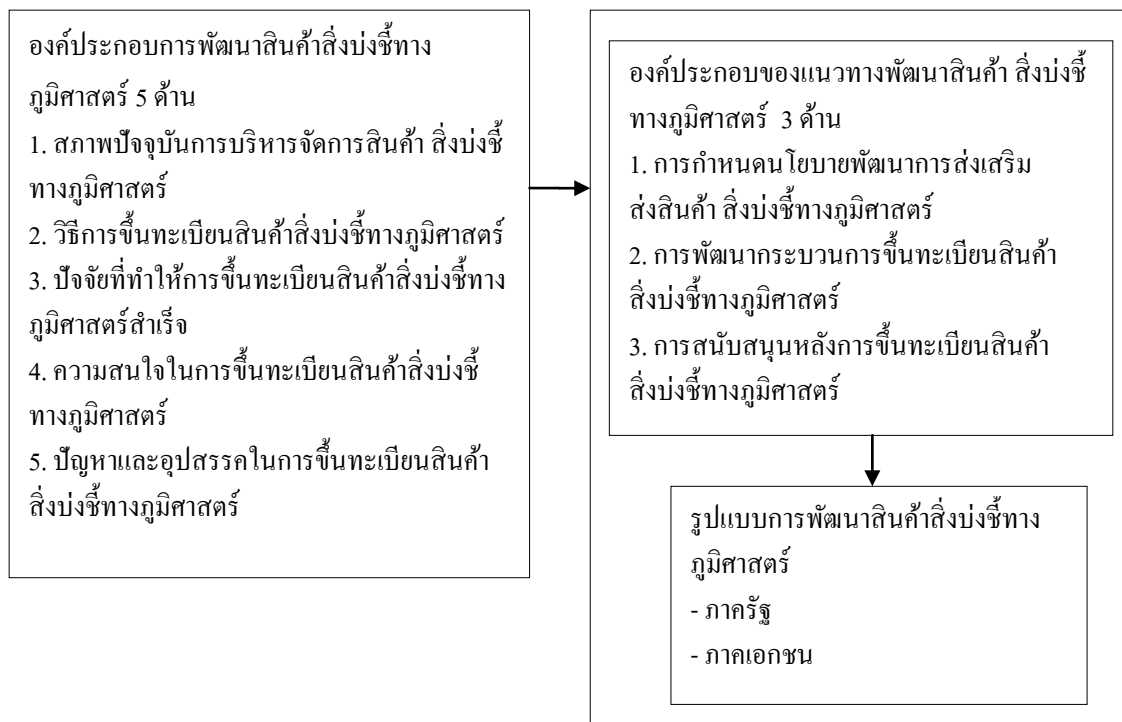 องค์ประกอบการพัฒนาสินค้าสิ่งบ่งชี้ทาง
ภูมิศาสตร์ 5 ด้าน
1. สภาพปัจจุบันการบริหารจัดการสินค้า สิ่งบ่งชี้
ทางภูมิศาสตร์
2. วิธีการขึ้นทะเบียนสินค้าสิ่งบ่งชี้ทางภูมิศาสตร์
3. ปัจจัยที่ทำให้การขึ้นทะเบียนสินค้าสิ่งบ่งชี้ทาง
ภูมิศาสตร์สำเร็จ
4. ความสนใจในการขึ้นทะเบียนสินค้าสิ่งบ่งชี้
ทางภูมิศาสตร์
5. ปัญหาและอุปสรรคในการขึ้นทะเบียนสินค้า
สิ่งบ่งชี้ทางภูมิศาสตร์
องค์ประกอบของแนวทางพัฒนาสินค้า สิ่งบ่งชี้
ทางภูมิศาสตร์ 3 ด้าน
1. การกำหนดนโยบายพัฒนาการส่งเสริม
ส่งสินค้า สิ่งบ่งชี้ทางภูมิศาสตร์
2. การพัฒนากระบวนการขึ้นทะเบียนสินค้า
สิ่งบ่งชี้ทางภูมิศาสตร์
3. การสนับสนุนหลังการขึ้นทะเบียนสินค้า
สิ่งบ่งชี้ทางภูมิศาสตร์
รูปแบบการพัฒนาสินค้าสิ่งบ่งชี้ทาง
ภูมิศาสตร์
- ภาครัฐ
- ภาคเอกชน